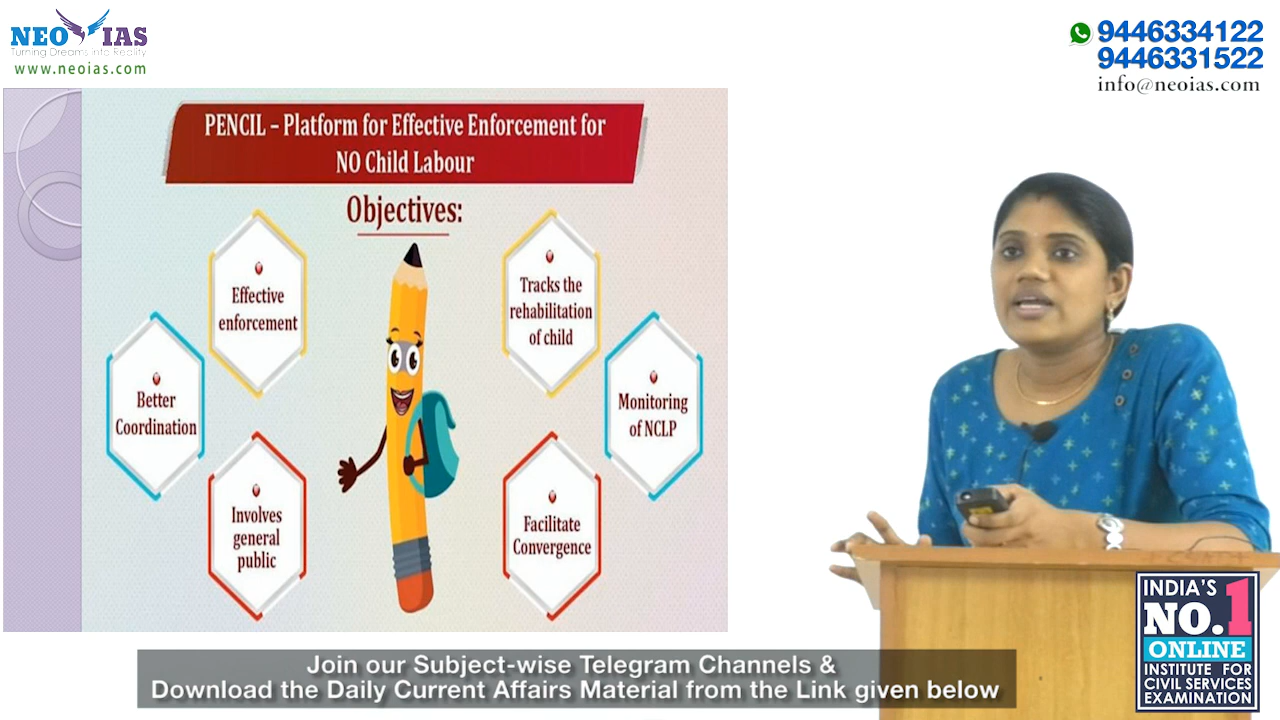 NEO IAS
Turning Dreams into Reality
www.neoias.com
9446334122
9446331522
info@neoias.com
PENCIL – Platform for Effective Enforcement for
NO Child Labour
Objectives:
Effective
enforcement
Tracks the
rehabilitation
of child
Better
Coordination
Monitoring
of NCLP
Involves
general
public
Facilitate
Convergence
INDIA'S
NO.1
ONLINE
INSTITUTE FOR
CIVIL SERVICES
EXAMINATION
Join our Subject-wise Telegram Channels &
Download the Daily Current Affairs Material from the Link given below